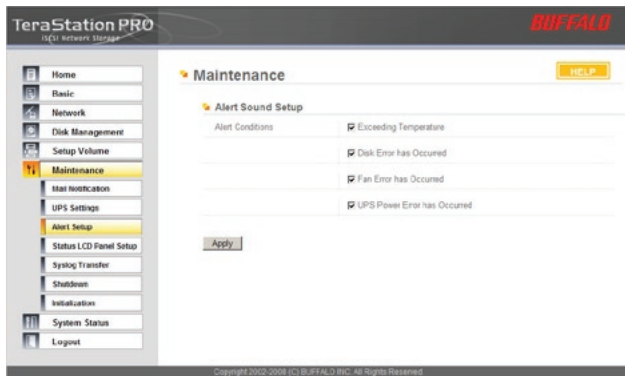 TeraStation PRO
iSCSI Network Storage
BUFFALO
Home
Basic
Network
Disk Management
Setup Volume
Maintenance
Mail Notification
UPS Settings
Alert Setup
Status LCD Panel Setup
Syslog Transfer
Shutdown
Initialization
System Status
Logout
Maintenance
HELP
Alert Sound Setup
Alert Conditions
Exceeding Temperature
Disk Error has Occurred
Fan Error has Occurred
UPS Power Error has Occurred
Apply
Copyright 2002-2008 (C) BUFFALO INC. All Rights Reserved.